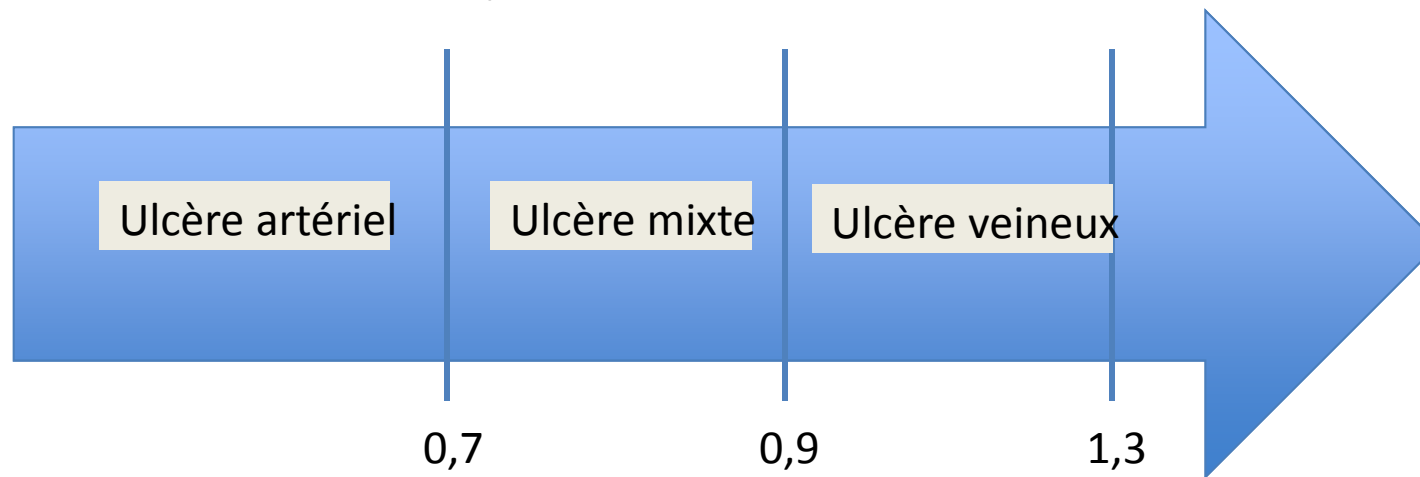 Ulcère artériel
Ulcère mixte
Ulcère veineux
0,7
0,9
1,3